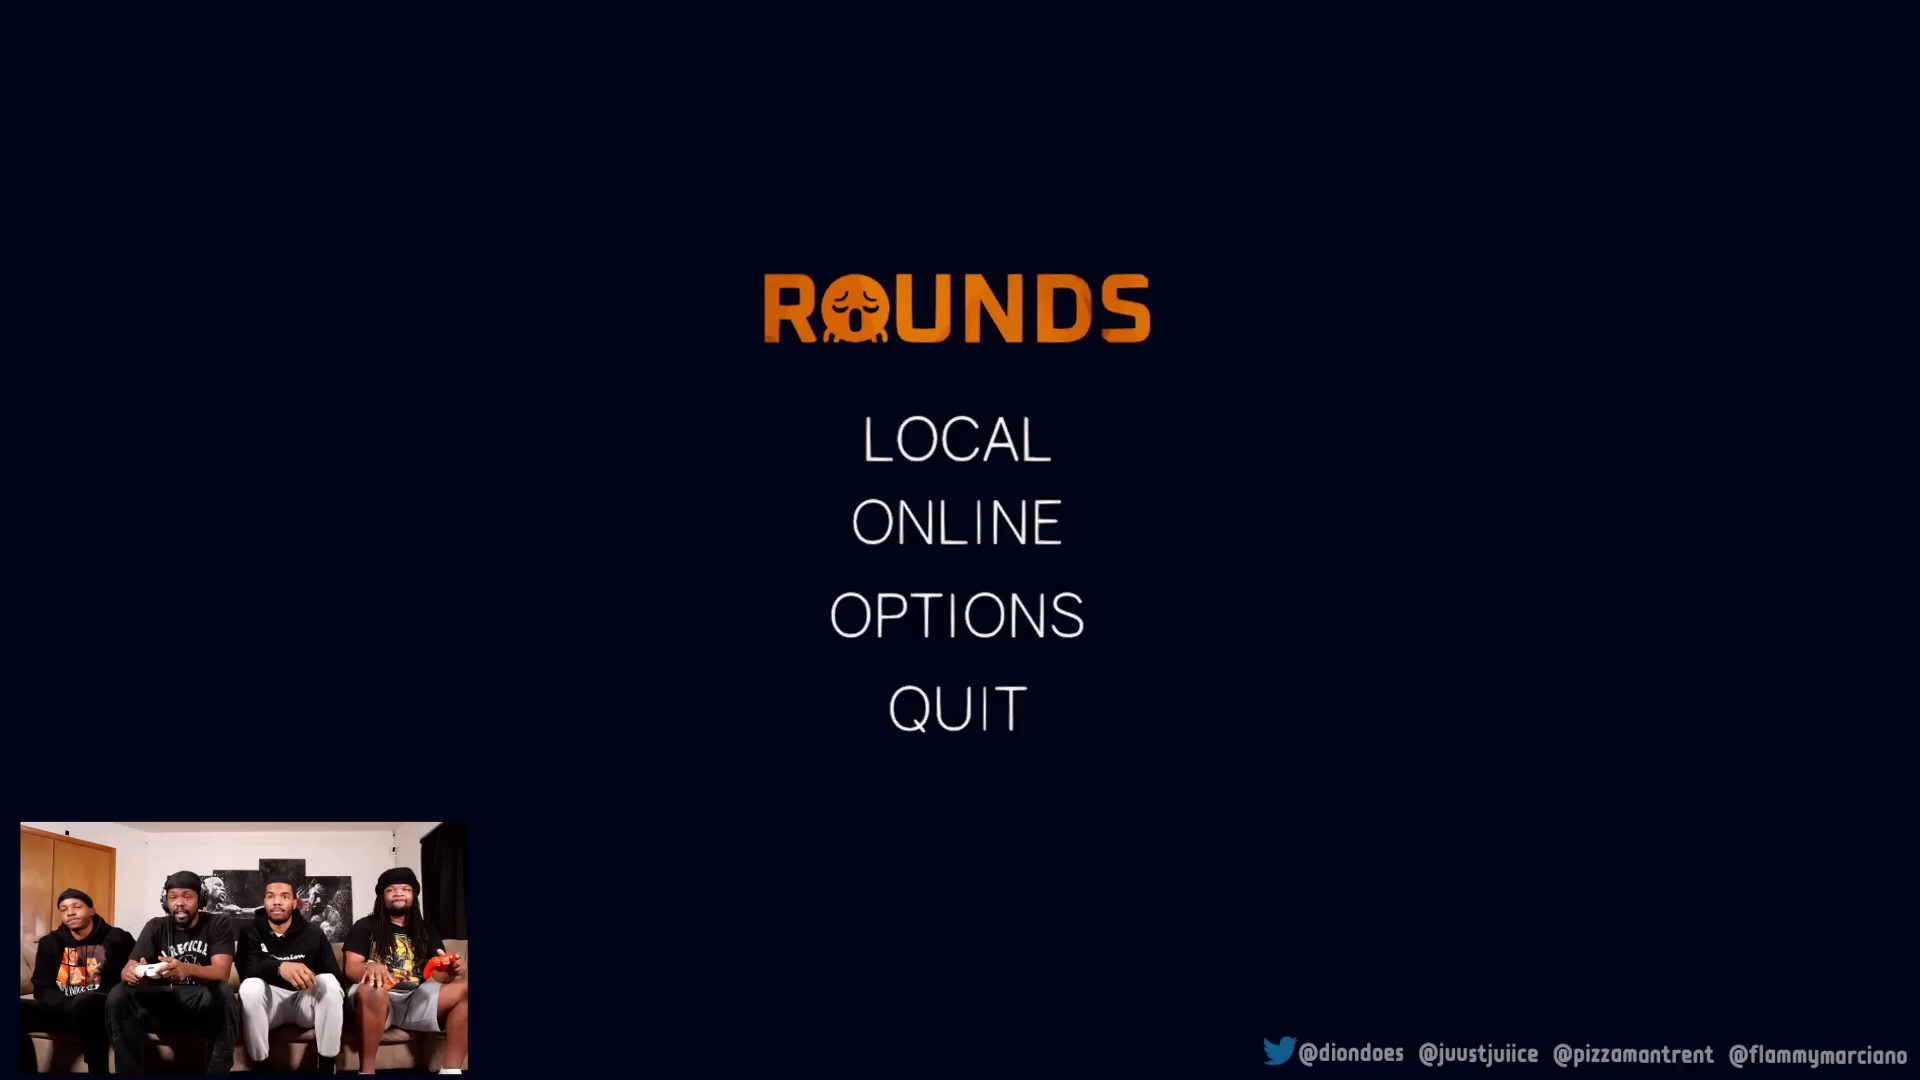 ROUNDS
LOCAL
ONLINE
OPTIONS
QUIT
@diondoes @juustjuiice @pizzamantrent @flammymarciano